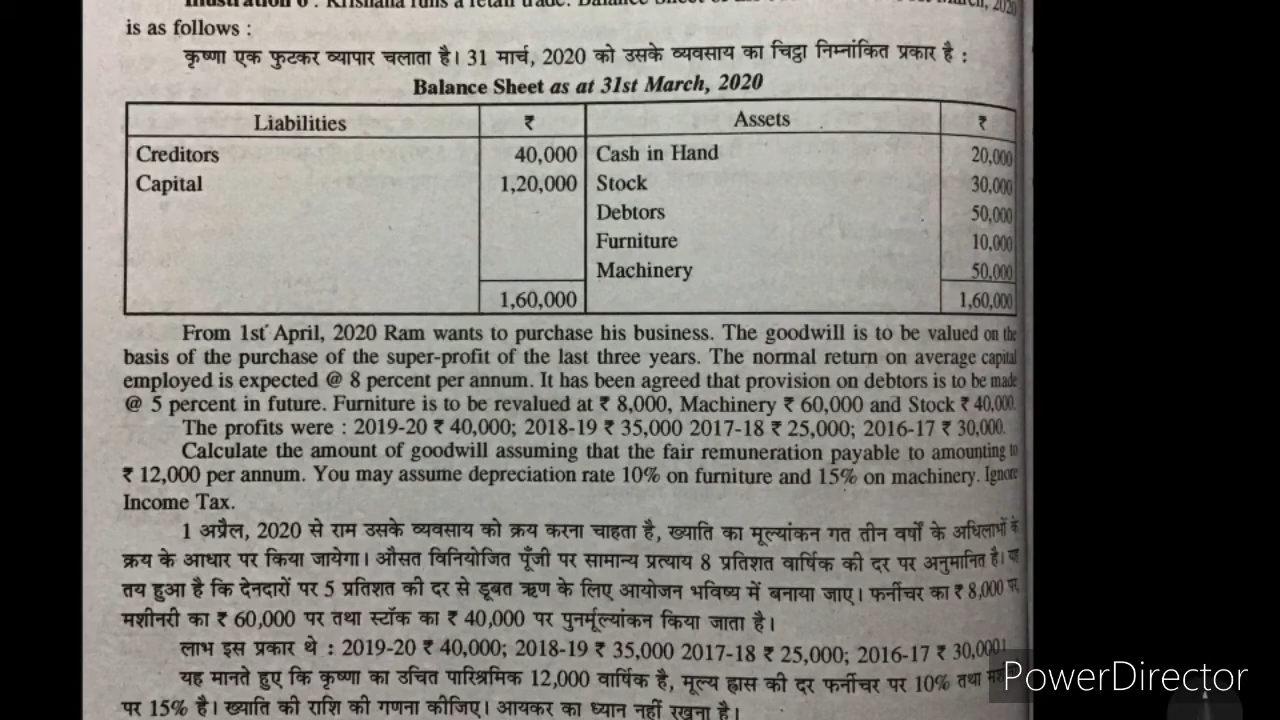 is as follows :
कृष्णा एक फुटकर व्यापार चलाता है। 31 मार्च, 2020 को उसके व्यवसाय का चिट्ठा निम्नांकित प्रकार है :
Balance Sheet as at 31st March, 2020
Liabilities ₹ Assets ₹
Creditors 40,000 Cash in Hand 20,000
Capital 1,20,000 Stock 30,000
Debtors 50,000
Furniture 10,000
Machinery 50,000
1,60,000 1,60,000
From 1st April, 2020 Ram wants to purchase his business. The goodwill is to be valued on the
basis of the purchase of the super-profit of the last three years. The normal return on average capital
employed is expected @ 8 percent per annum. It has been agreed that provision on debtors is to be made
@ 5 percent in future. Furniture is to be revalued at ₹ 8,000, Machinery ₹ 60,000 and Stock ₹ 40,000.
The profits were : 2019-20 ₹ 40,000; 2018-19 ₹ 35,000 2017-18 ₹ 25,000; 2016-17 ₹ 30,000.
Calculate the amount of goodwill assuming that the fair remuneration payable to amounting to
₹ 12,000 per annum. You may assume depreciation rate 10% on furniture and 15% on machinery. Ignore
Income Tax.
1 अप्रैल, 2020 से राम उसके व्यवसाय को क्रय करना चाहता है, ख्याति का मूल्यांकन गत तीन वर्षों के अधिलाभों के
क्रय के आधार पर किया जायेगा। औसत विनियोजित पूँजी पर सामान्य प्रत्याय 8 प्रतिशत वार्षिक की दर पर अनुमानित है। यह
तय हुआ है कि देनदारों पर 5 प्रतिशत की दर से डूबत ऋण के लिए आयोजन भविष्य में बनाया जाए। फर्नीचर का ₹ 8,000 पर,
मशीनरी का ₹ 60,000 पर तथा स्टॉक का ₹ 40,000 पर पुनर्मूल्यांकन किया जाता है।
लाभ इस प्रकार थे : 2019-20 ₹ 40,000; 2018-19 ₹ 35,000 2017-18 ₹ 25,000; 2016-17 ₹ 30,000।
यह मानते हुए कि कृष्णा का उचित पारिश्रमिक 12,000 वार्षिक है, मूल्य ह्रास की दर फर्नीचर पर 10% तथा
पर 15% है। ख्याति की राशि की गणना कीजिए। आयकर का ध्यान नहीं रखना है।
PowerDirector